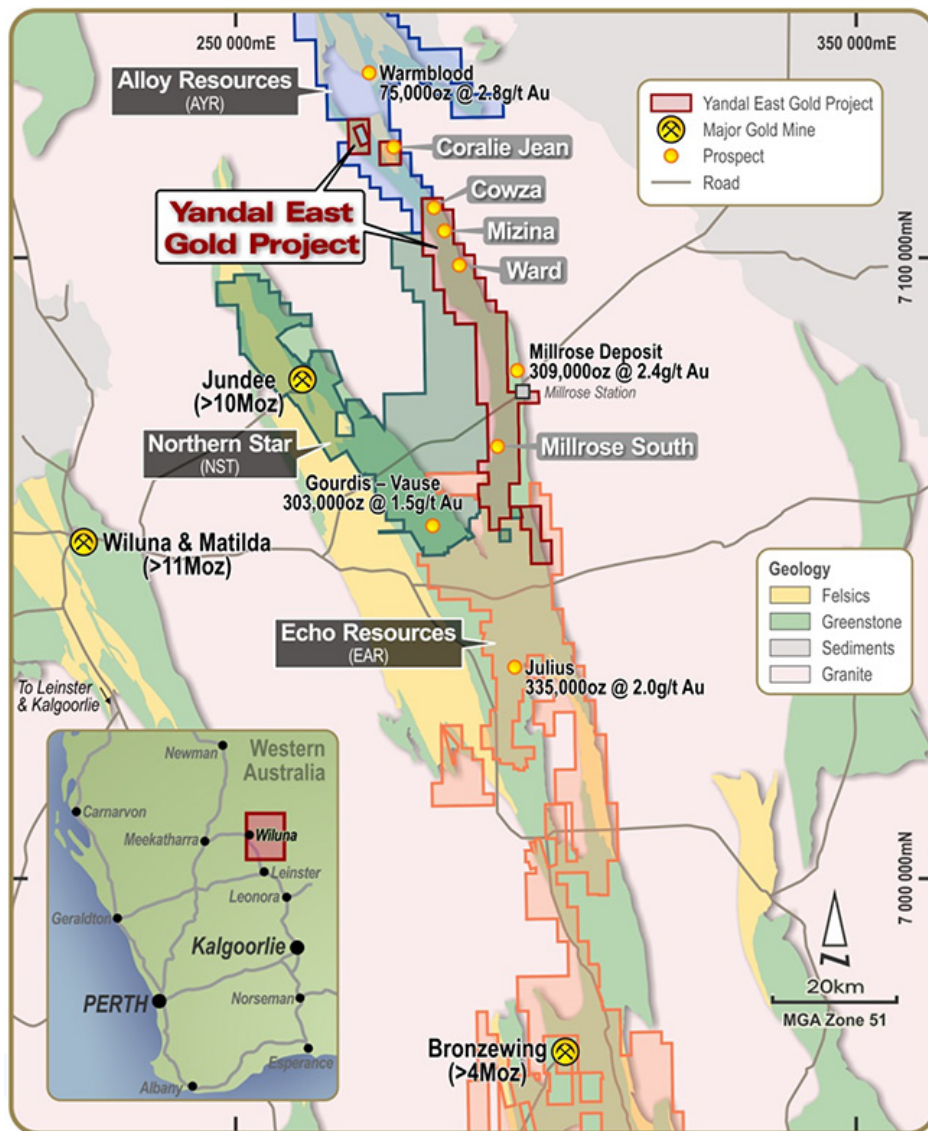 250 000mE
350 000mE
Alloy Resources
(AYR)
Warmblood
75,000oz @ 2.8g/t Au
Yandal East Gold Project
Major Gold Mine
Prospect
Road
Coralie Jean
Yandal East
Gold Project
Cowza
Mizina
Ward
7 100 000mN
Jundee
(>10Moz)
Millrose Deposit
309,000oz @ 2.4g/t Au
Millrose Station
Northern Star
(NST)
Millrose South
Gourdis – Vause
303,000oz @ 1.5g/t Au
Wiluna & Matilda
(>11Moz)
Geology
Felsics
Greenstone
Sediments
Granite
Echo Resources
(EAR)
Julius
335,000oz @ 2.0g/t Au
To Leinster
& Kalgoorlie
Western
Australia
Newman
Carnarvon
Meekatharra
Wiluna
Leinster
Leonora
Geraldton
Kalgoorlie
PERTH
Norseman
Esperance
Albany
7 000 000mN
N
20km
MGA Zone 51
Bronzewing
(>4Moz)